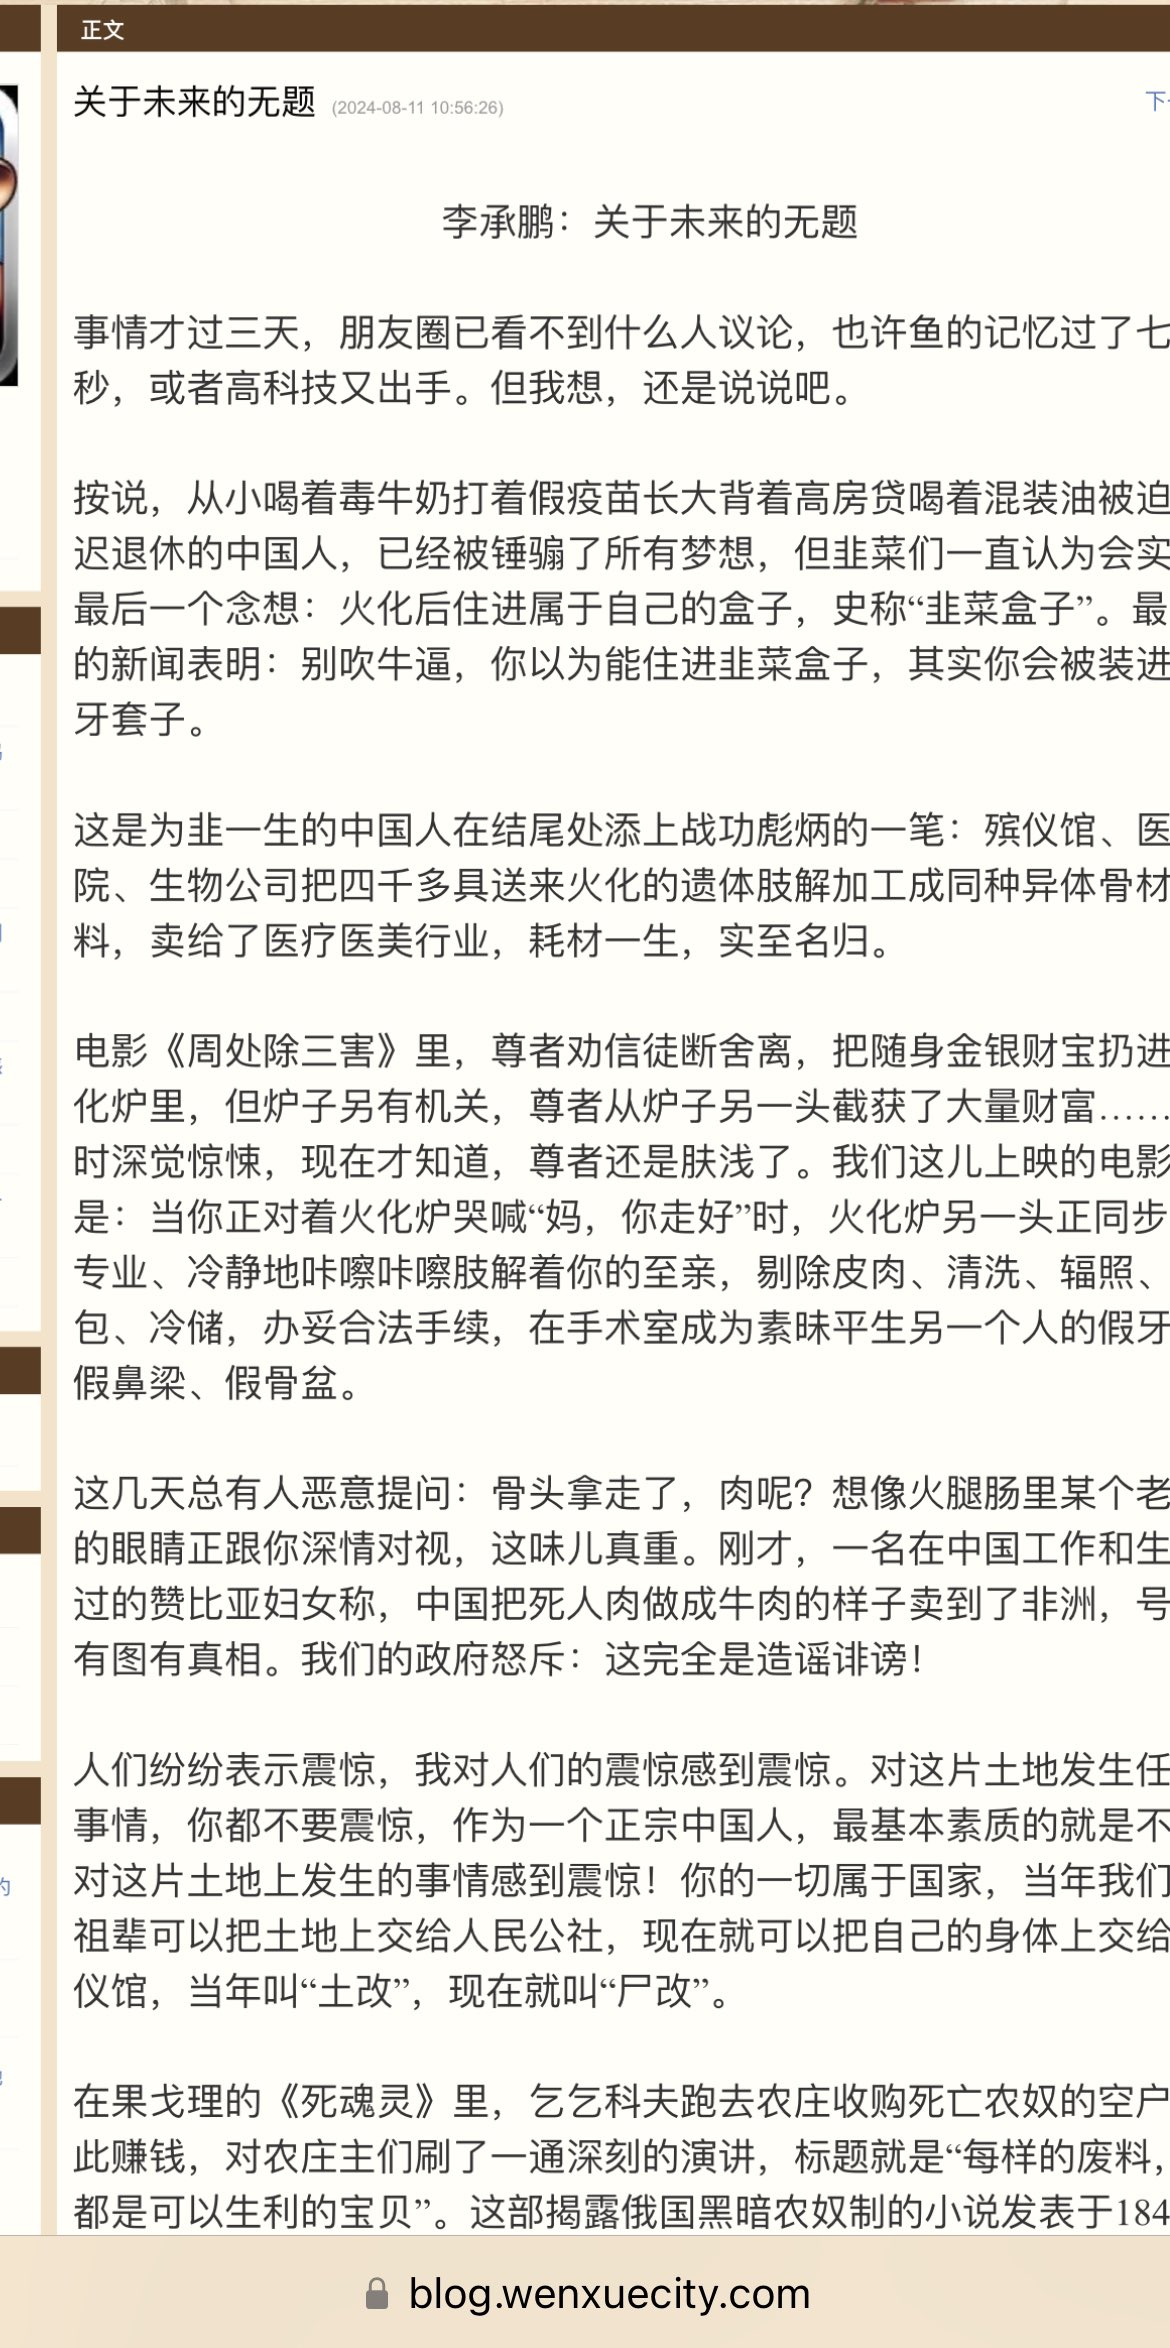 正文
关于未来的无题 (2024-08-11 10:56:26)
下
李承鹏：关于未来的无题
事情才过三天，朋友圈已看不到什么人议论，也许鱼的记忆过了七
秒，或者高科技又出手。但我想，还是说说吧。
按说，从小喝着毒牛奶打着假疫苗长大背着高房贷喝着混装油被迫
迟退休的中国人，已经被锤骟了所有梦想，但韭菜们一直认为会实
最后一个念想：火化后住进属于自己的盒子，史称“韭菜盒子”。最
的新闻表明：别吹牛逼，你以为能住进韭菜盒子，其实你会被装进
牙套子。
这是为韭一生的中国人在结尾处添上战功彪炳的一笔：殡仪馆、医
院、生物公司把四千多具送来火化的遗体肢解加工成同种异体骨材
料，卖给了医疗医美行业，耗材一生，实至名归。
电影《周处除三害》里，尊者劝信徒断舍离，把随身金银财宝扔进
化炉里，但炉子另有机关，尊者从炉子另一头截获了大量财富……
时深觉惊悚，现在才知道，尊者还是肤浅了。我们这儿上映的电影
是：当你正对着火化炉哭喊“妈，你走好”时，火化炉另一头正同步
专业、冷静地咔嚓咔嚓肢解着你的至亲，剔除皮肉、清洗、辐照、
包、冷储，办妥合法手续，在手术室成为素昧平生另一个人的假牙
假鼻梁、假骨盆。
这几天总有人恶意提问：骨头拿走了，肉呢？想像火腿肠里某个老
的眼睛正跟你深情对视，这味儿真重。刚才，一名在中国工作和生
过的赞比亚妇女称，中国把死人肉做成牛肉的样子卖到了非洲，号
有图有真相。我们的政府怒斥：这完全是造谣诽谤！
人们纷纷表示震惊，我对人们的震惊感到震惊。对这片土地发生任
事情，你都不要震惊，作为一个正宗中国人，最基本素质的就是不
对这片土地上发生的事情感到震惊！你的一切属于国家，当年我们
祖辈可以把土地上交给人民公社，现在就可以把自己的身体上交给
仪馆，当年叫“土改”，现在就叫“尸改”。
在果戈理的《死魂灵》里，乞乞科夫跑去农庄收购死亡农奴的空户
此赚钱，对农庄主们刷了一通深刻的演讲，标题就是“每样的废料，
都是可以生利的宝贝”。这部揭露俄国黑暗农奴制的小说发表于184
blog.wenxuecity.com